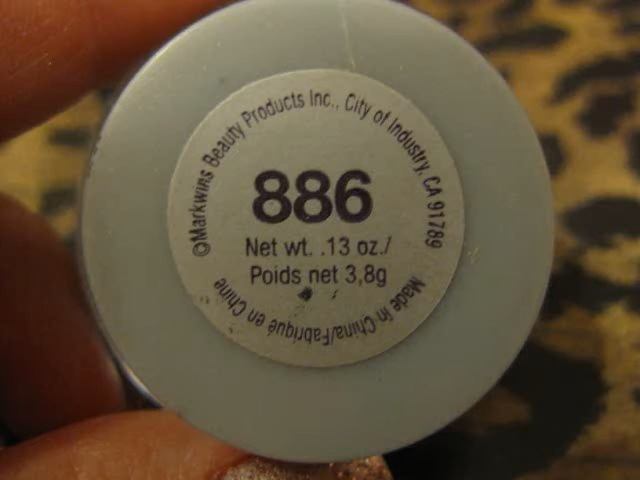 ©Markwins Beauty Products Inc., City of Industry, CA 91789
886
Net wt. .13 oz./
Poids net 3,8g
Made in China/Fabriqué en Chine